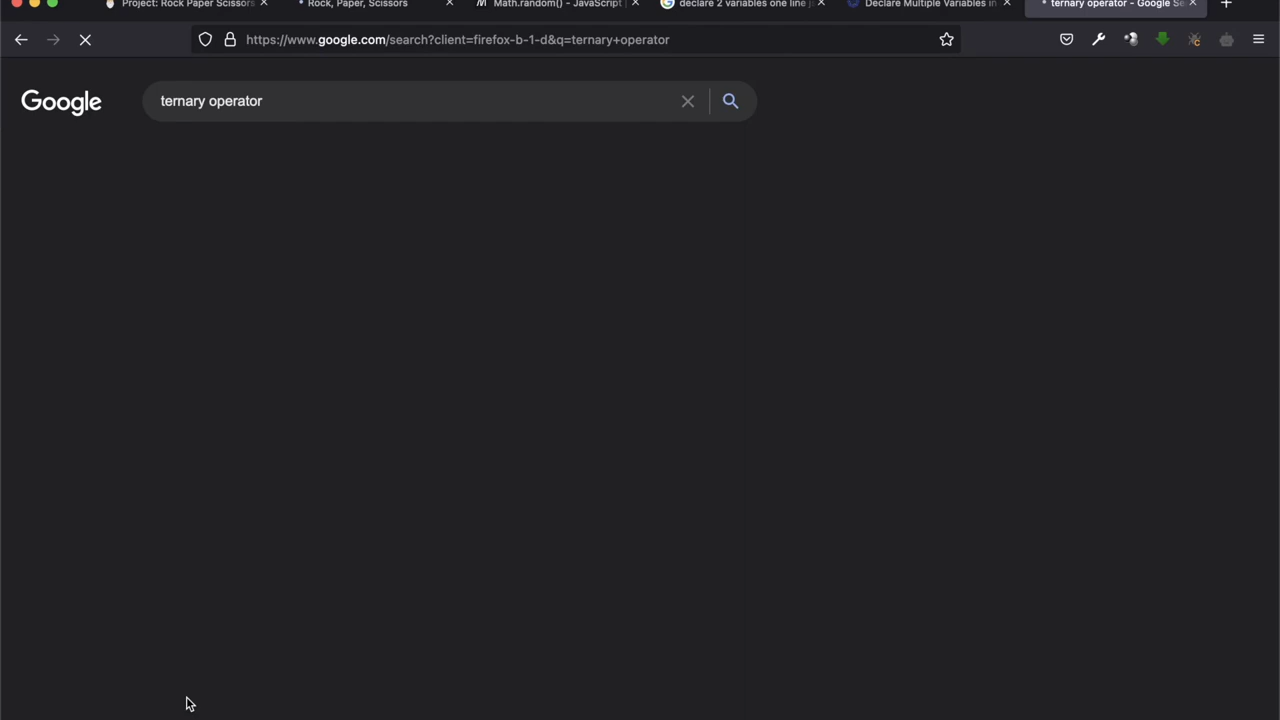 Project: Rock Paper Scissors
Rock, Paper, Scissors
Math.random() - JavaScript |
declare 2 variables one line j
Declare Multiple Variables in
ternary operator - Google Se
https://www.google.com/search?client=firefox-b-1-d&q=ternary+operator
Google
ternary operator